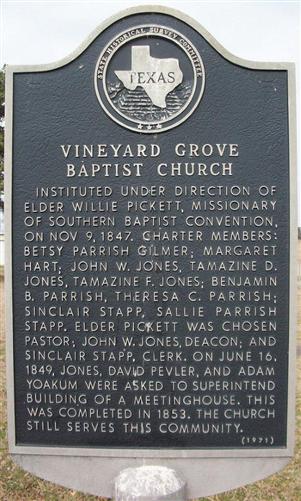 STATE HISTORICAL SURVEY COMMITTEE
TEXAS
VINEYARD GROVE
BAPTIST CHURCH
INSTITUTED UNDER DIRECTION OF
ELDER WILLIE PICKETT, MISSIONARY
OF SOUTHERN BAPTIST CONVENTION,
ON NOV 9, 1847. CHARTER MEMBERS:
BETSY PARRISH GILMER; MARGARET
HART; JOHN W. JONES, TAMAZINE D.
JONES, TAMAZINE F. JONES; BENJAMIN
B. PARRISH, THERESA C. PARRISH;
SINCLAIR STAPP, SALLIE PARRISH
STAPP. ELDER PICKETT WAS CHOSEN
PASTOR; JOHN W. JONES, DEACON; AND
SINCLAIR STAPP, CLERK. ON JUNE 16,
1849, JONES, DAVID PEVLER, AND ADAM
YOAKUM WERE ASKED TO SUPERINTEND
BUILDING OF A MEETINGHOUSE. THIS
WAS COMPLETED IN 1853. THE CHURCH
STILL SERVES THIS COMMUNITY.
(1971)